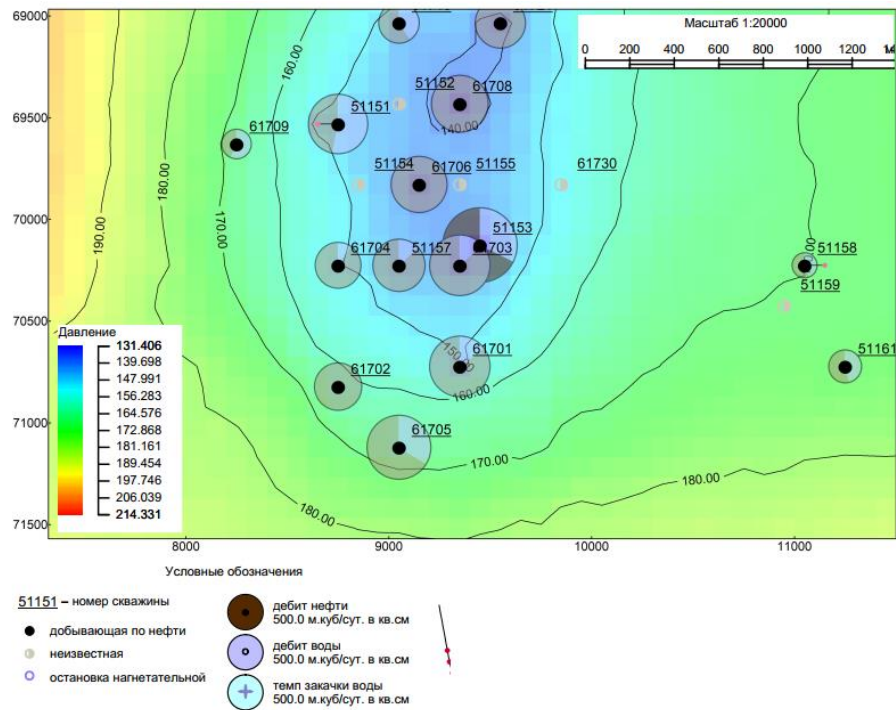 69000
Масштаб 1:20000
0 200 400 600 800 1000 1200
160.00
51152
61708
51151
69500
140.00
61709
51154
61706
51155
61730
180.00
170.00
190.00
70000
51153
61704
51157
51158
51159
Давление
131.406
139.698
147.991
156.283
164.576
172.868
181.161
189.454
197.746
206.039
214.331
70500
61701
150.00
61702
51161
160.00
71000
61705
170.00
180.00
180.00
71500
8000 9000 10000 11000
Условные обозначения
51151 – номер скважины
добывающая по нефти
неизвестная
остановка нагнетательной
дебит нефти
500.0 м.куб/сут. в кв.см
дебит воды
500.0 м.куб/сут. в кв.см
темп закачки воды
500.0 м.куб/сут. в кв.см